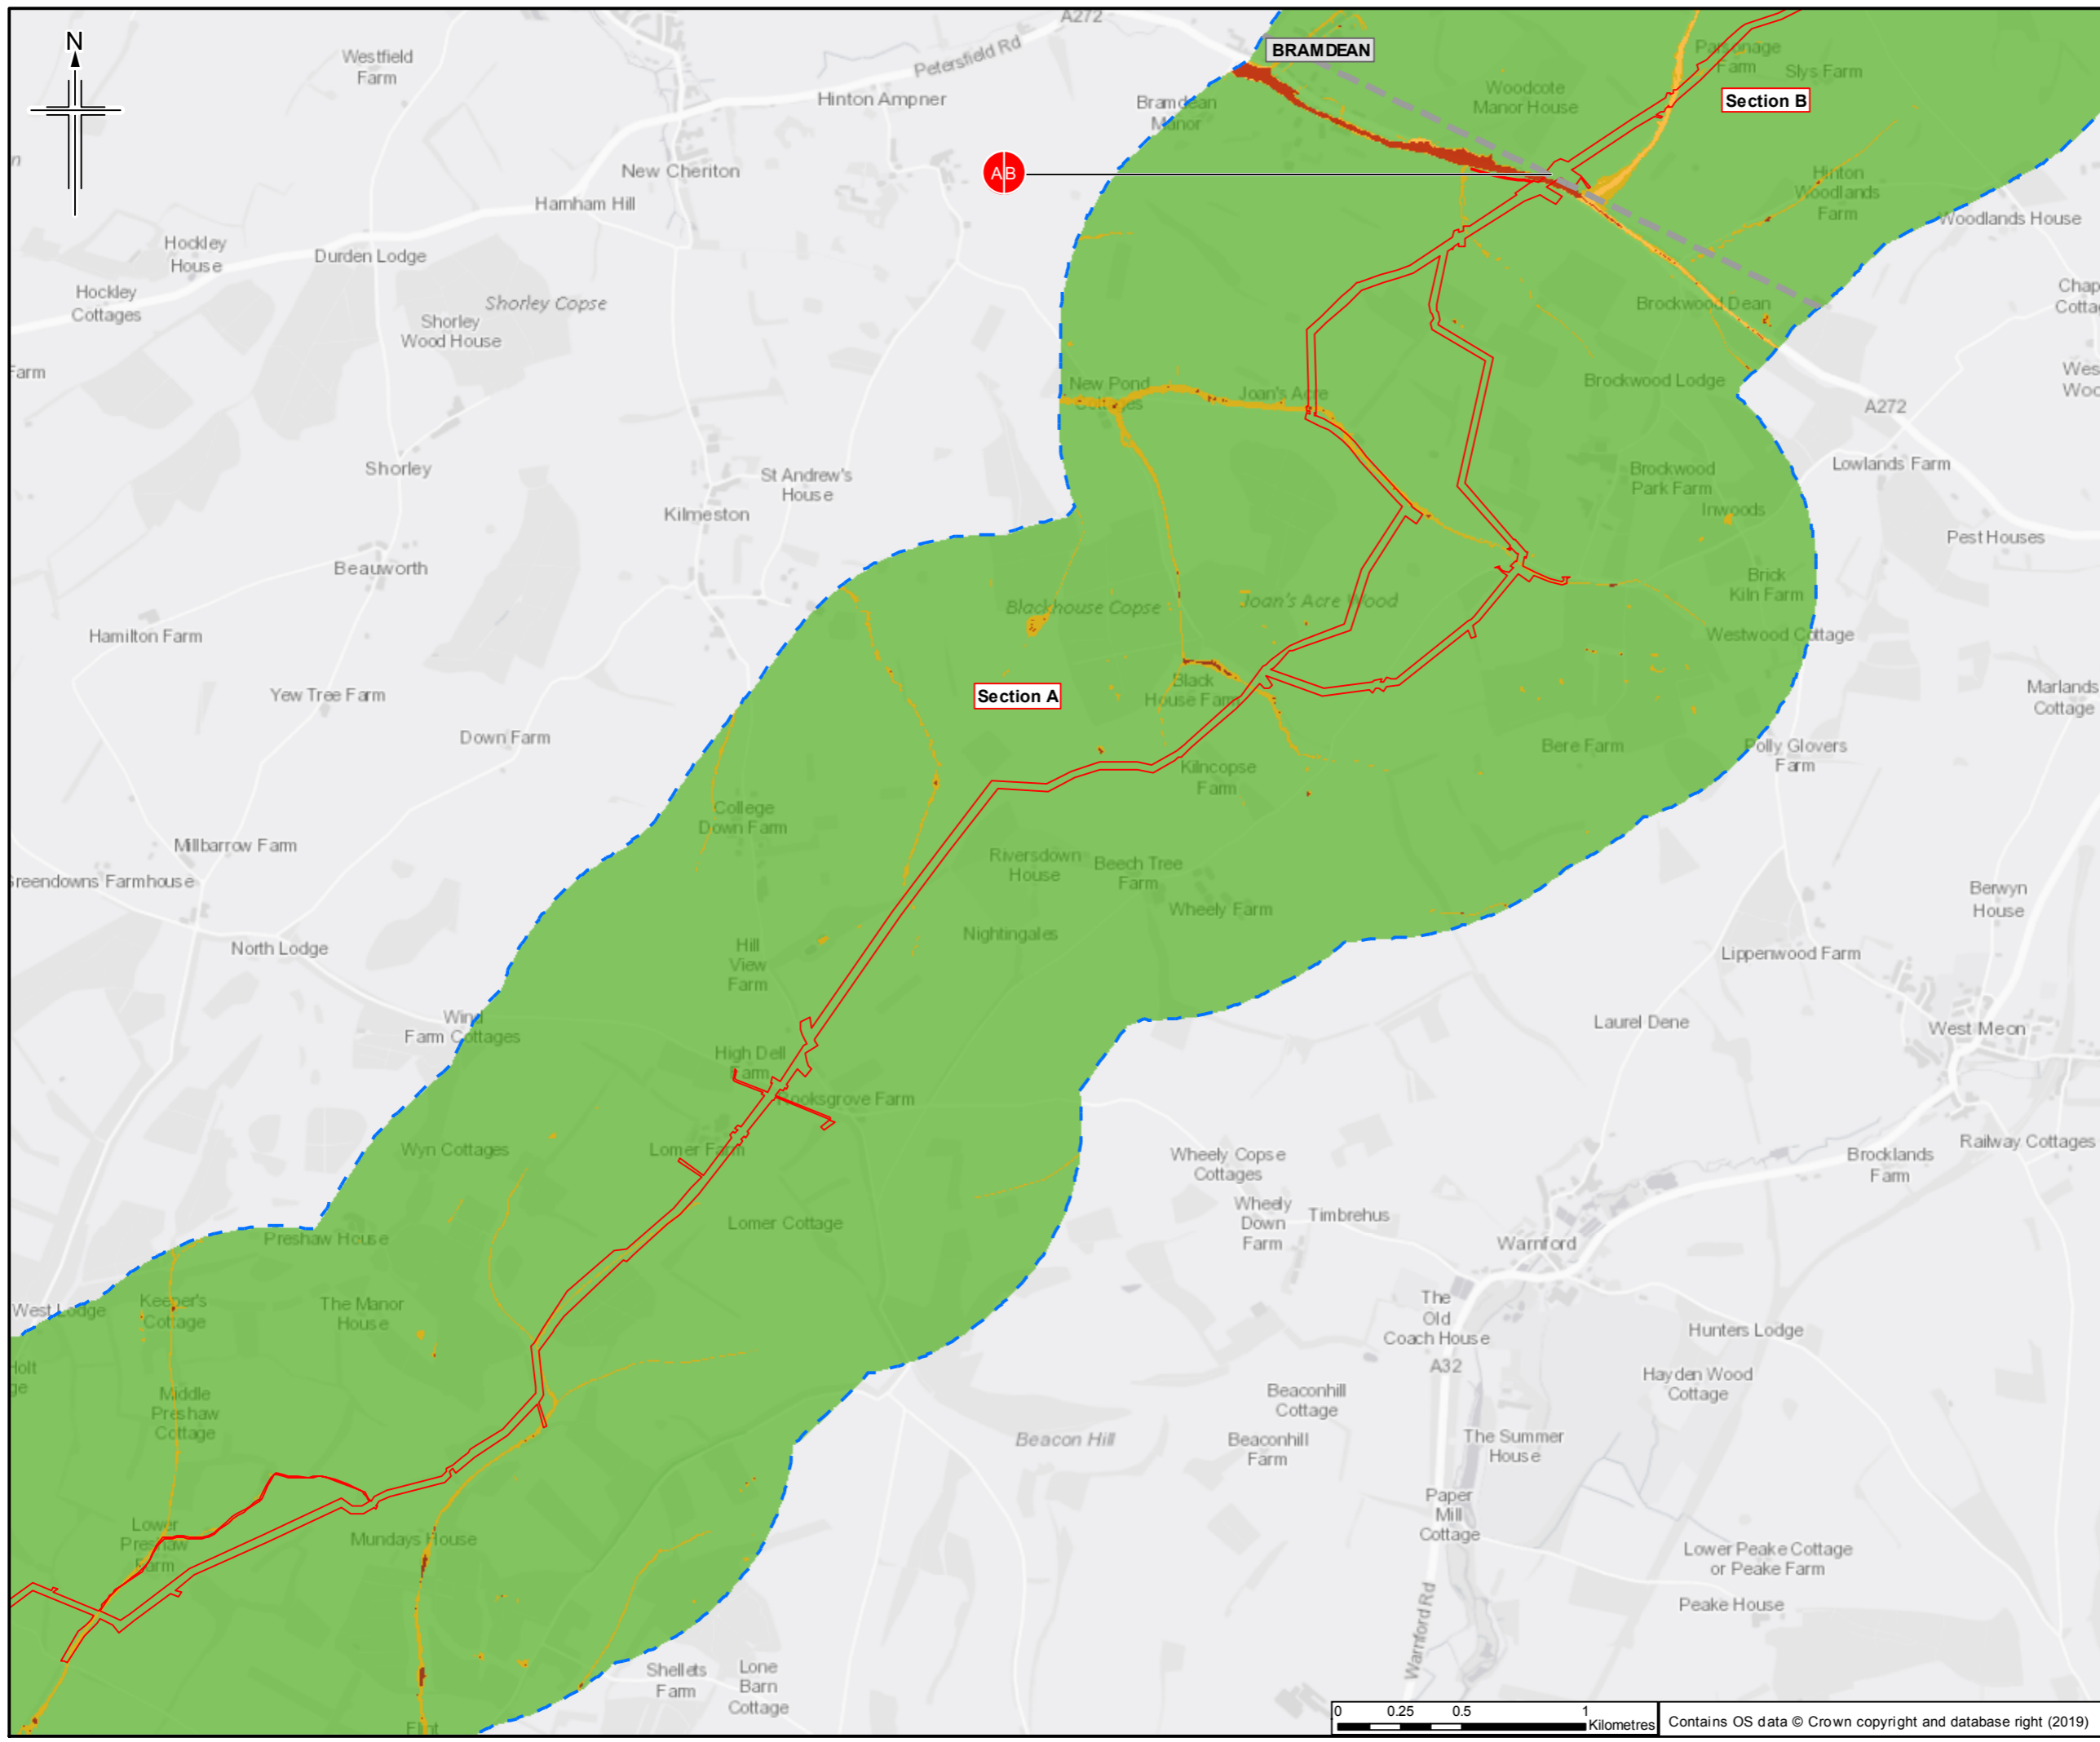 A272
N
BRAMDEAN
Westfield
Farm
Petersfield Rd
Parsonage
Farm
Slys Farm
Hinton Ampner
Bramdean
Manor
Woodcote
Manor House
Section B
New Cheriton
AB
Hinton
Woodlands
Farm
Harnham Hill
Woodlands House
Hockley
House
Durden Lodge
Hockley
Cottages
Shorley Copse
Brockwood Dean
Chap
Cotta
Shorley
Wood House
Farm
New Pond
Cottages
Joan's Acre
Brockwood Lodge
Wes
Woo
A272
Shorley
St Andrew's
House
Brockwood
Park Farm
Lowlands Farm
Kilmeston
Inwoods
Pest Houses
Beauworth
Brick
Kiln Farm
Blackhouse Copse
Joan's Acre Wood
Hamilton Farm
Westwood Cottage
Yew Tree Farm
Section A
Black
House Farm
Marlands
Cottage
Down Farm
Bere Farm
Polly Glovers
Farm
Kilncopse
Farm
College
Down Farm
Millbarrow Farm
Riversdown
House
Beech Tree
Farm
Greendowns Farmhouse
Berwyn
House
Wheely Farm
North Lodge
Hill
View
Farm
Nightingales
Lippenwood Farm
Wind
Farm Cottages
Laurel Dene
West Meon
High Dell
Farm
Rooksgrove Farm
Wyn Cottages
Lomer Farm
Wheely Copse
Cottages
Brocklands
Farm
Railway Cottages
Lomer Cottage
Wheely
Down
Farm
Timbrehus
Preshaw House
Warnford
West Lodge
Keeper's
Cottage
The Manor
House
The
Old
Coach House
Hunters Lodge
Holt
ge
A32
Hayden Wood
Cottage
Middle
Preshaw
Cottage
Beaconhill
Cottage
Beacon Hill
Beaconhill
Farm
The Summer
House
Paper
Mill
Cottage
Lower
Preshaw
Farm
Mundays House
Lower Peake Cottage
or Peake Farm
Peake House
Warnford Rd
Shellets
Farm
Lone
Barn
Cottage
Flint
0 0.25 0.5 1
Kilometres
Contains OS data © Crown copyright and database right (2019)